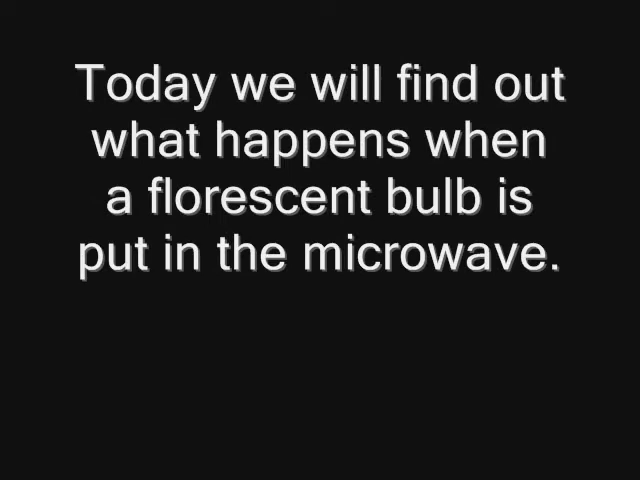 Today we will find out
what happens when
a florescent bulb is
put in the microwave.